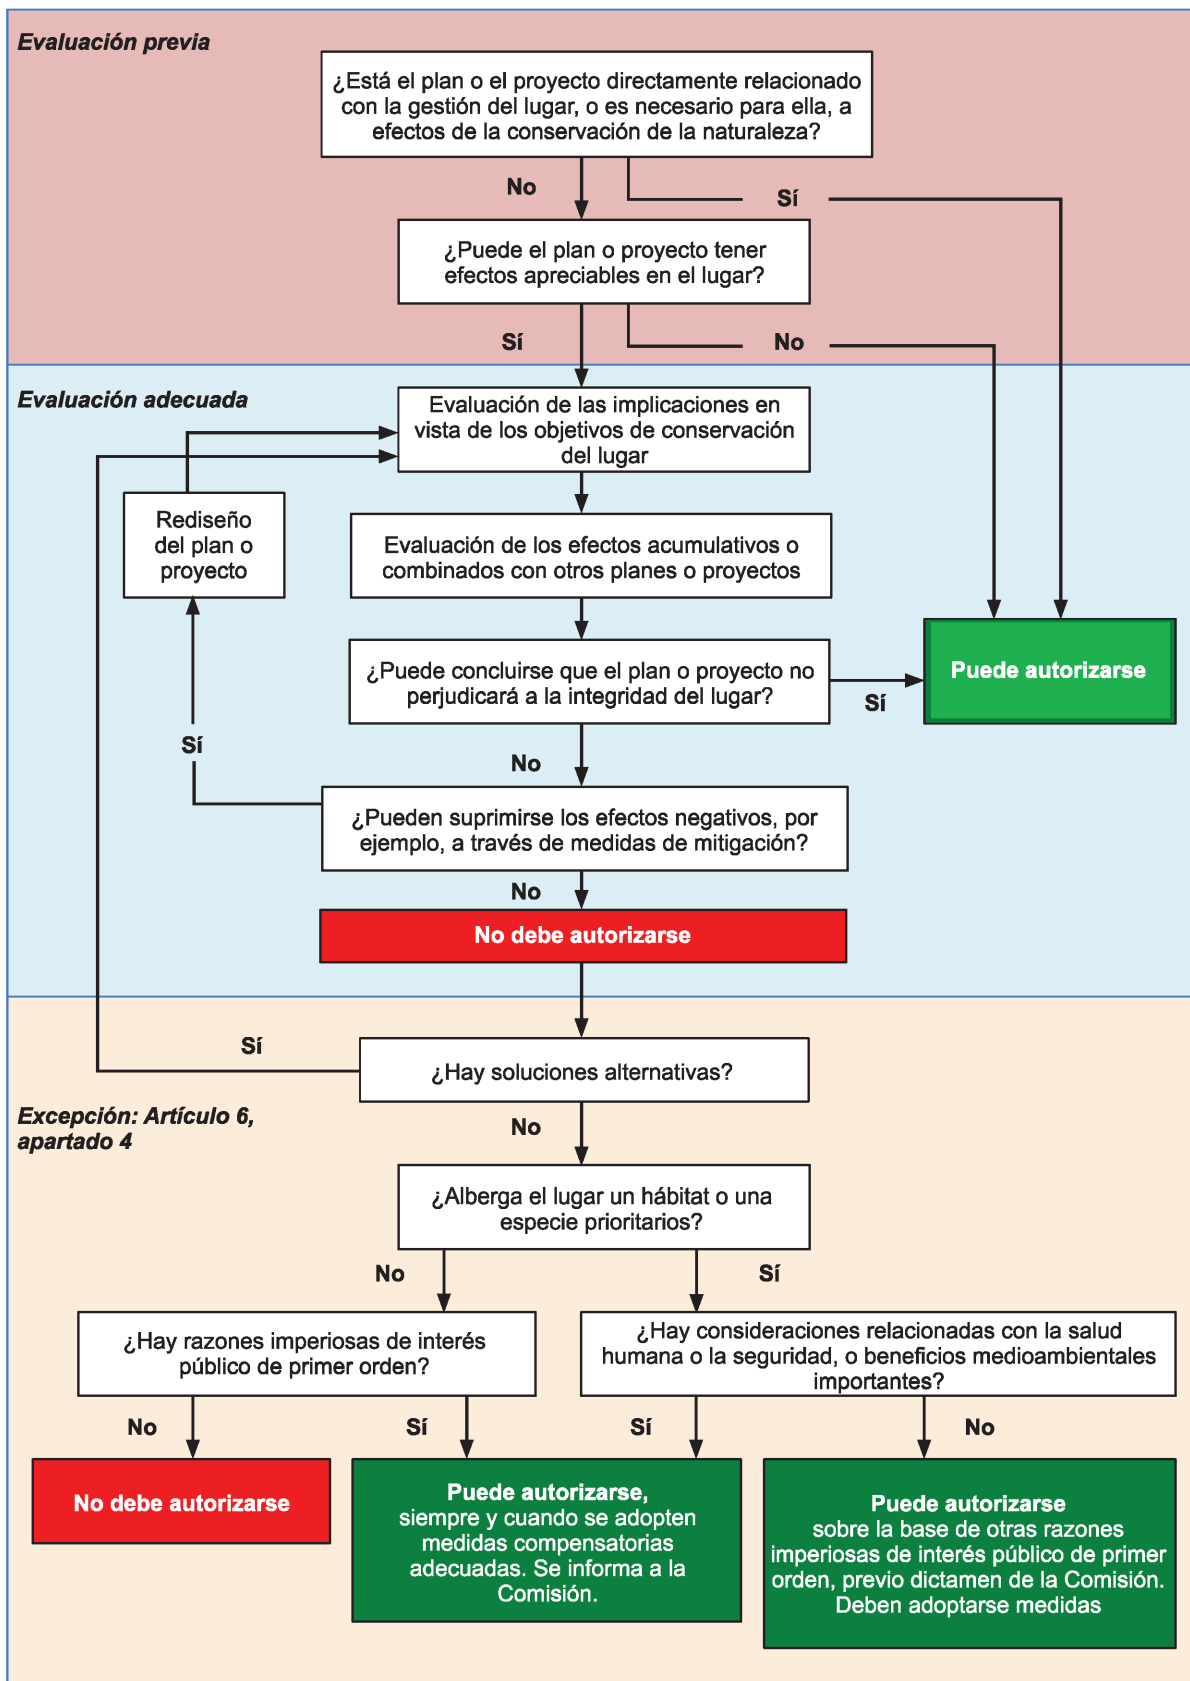 Evaluación previa
¿Está el plan o el proyecto directamente relacionado
con la gestión del lugar, o es necesario para ella, a
efectos de la conservación de la naturaleza?
No
Sí
¿Puede el plan o proyecto tener
efectos apreciables en el lugar?
Sí
No
Evaluación adecuada
Evaluación de las implicaciones en
vista de los objetivos de conservación
del lugar
Rediseño
del plan o
proyecto
Evaluación de los efectos acumulativos o
combinados con otros planes o proyectos
¿Puede concluirse que el plan o proyecto no
perjudicará a la integridad del lugar?
Sí
Puede autorizarse
Sí
No
¿Pueden suprimirse los efectos negativos, por
ejemplo, a través de medidas de mitigación?
No
No debe autorizarse
Sí
¿Hay soluciones alternativas?
Excepción: Artículo 6,
apartado 4
No
¿Alberga el lugar un hábitat o una
especie prioritarios?
No
Sí
¿Hay razones imperiosas de interés
público de primer orden?
¿Hay consideraciones relacionadas con la salud
humana o la seguridad, o beneficios medioambientales
importantes?
No
Sí
Sí
No
No debe autorizarse
Puede autorizarse,
siempre y cuando se adopten
medidas compensatorias
adecuadas. Se informa a la
Comisión.
Puede autorizarse
sobre la base de otras razones
imperiosas de interés público de primer
orden, previo dictamen de la Comisión.
Deben adoptarse medidas